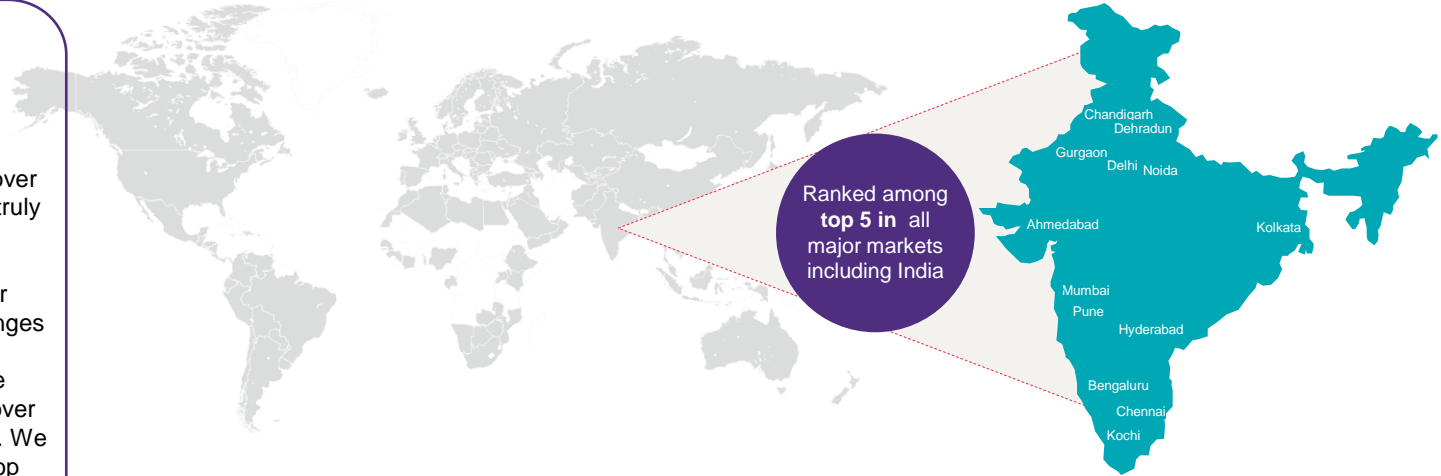 over
truly
r
nges
e
over
. We
op
Ranked among
top 5 in all
major markets
including India
Chandigarh
Dehradun
Gurgaon
Delhi
Noida
Ahmedabad
Kolkata
Mumbai
Pune
Hyderabad
Bengaluru
Chennai
Kochi